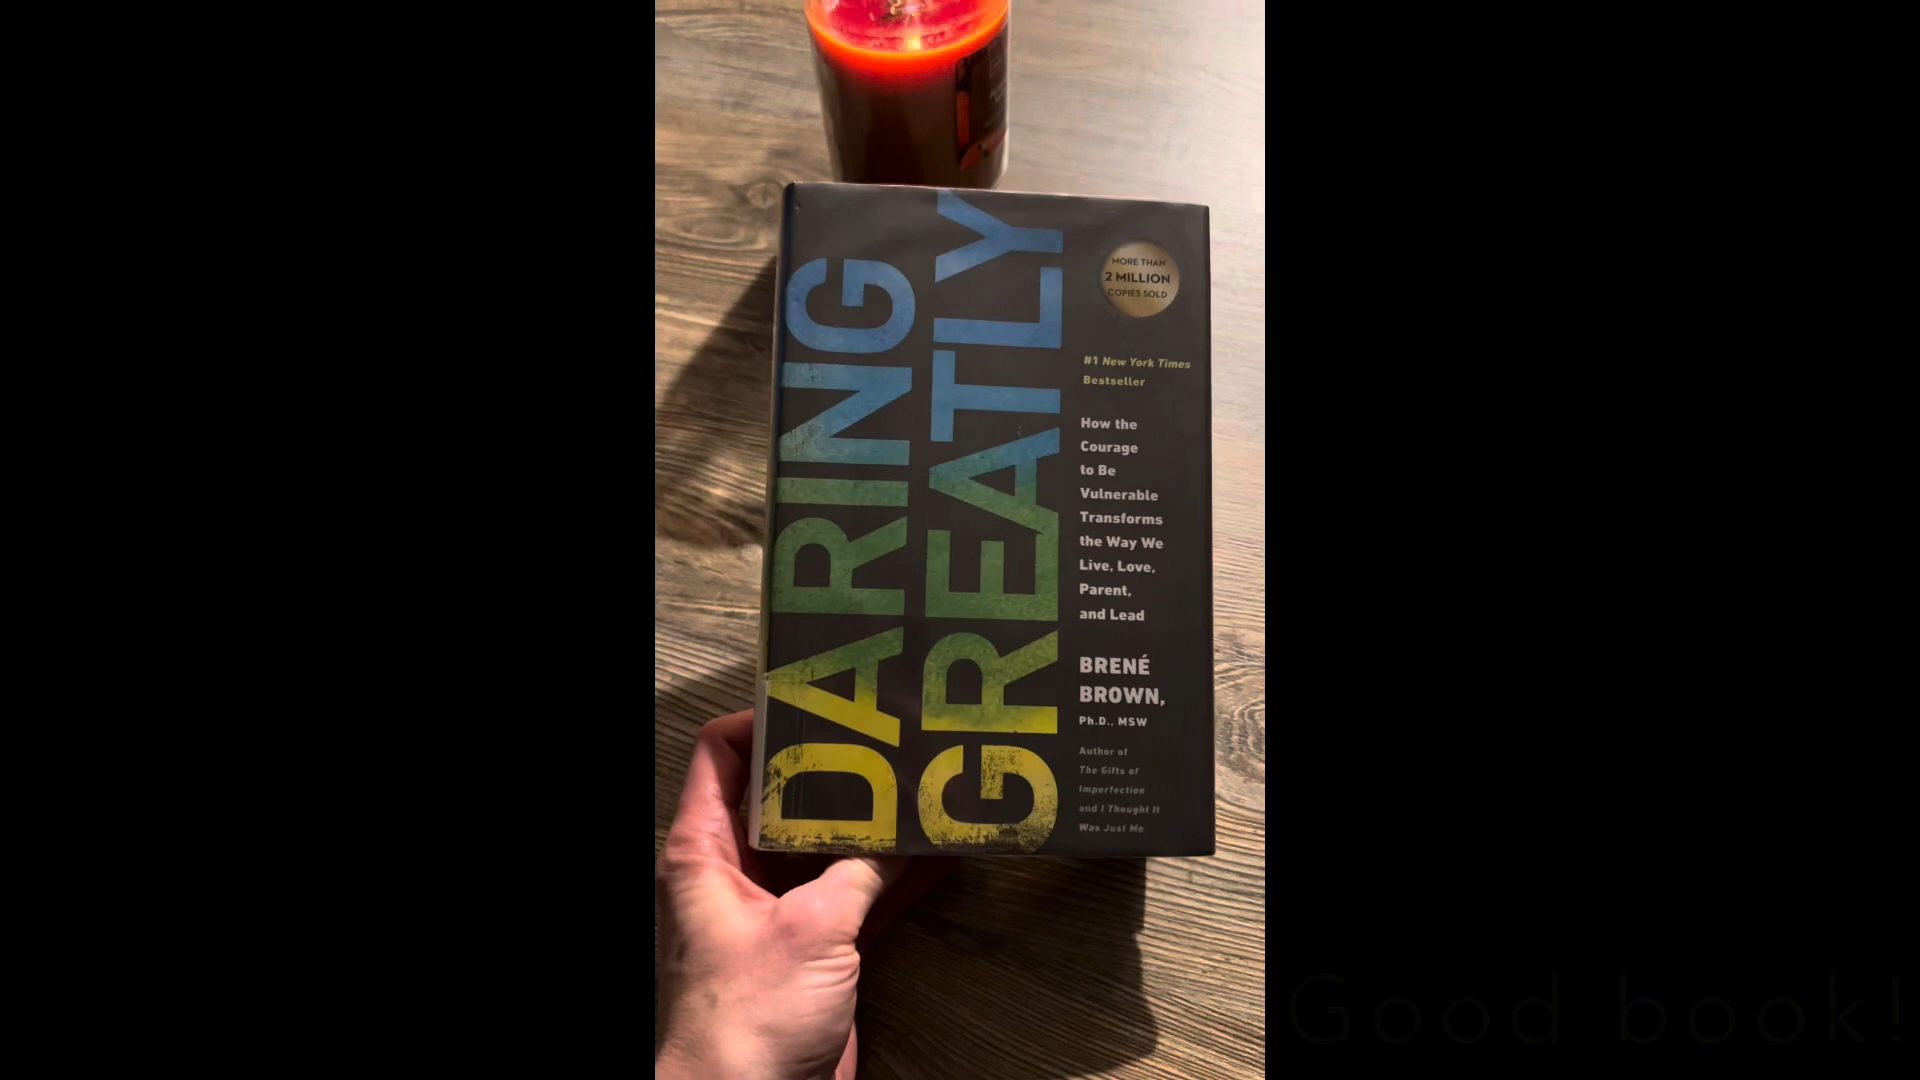 DARING
GREATLY
MORE THAN
2 MILLION
COPIES SOLD
#1 New York Times
Bestseller
How the
Courage
to Be
Vulnerable
Transforms
the Way We
Live, Love,
Parent,
and Lead
BRENÉ
BROWN,
Ph.D., MSW
Author of
The Gifts of
Imperfection
and I Thought It
Was Just Me
Good book!